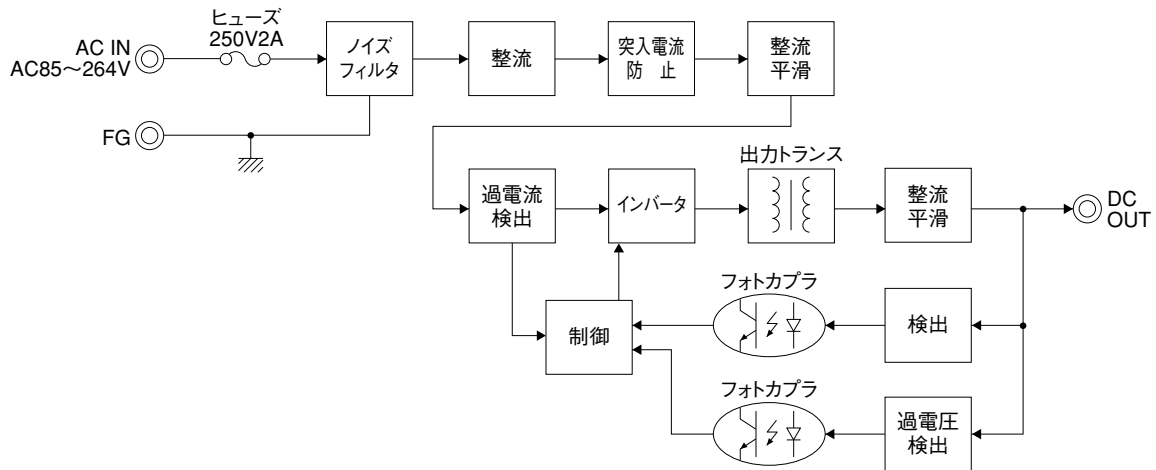 ヒューズ
250V2A
AC IN
AC85～264V
ノイズ
フィルタ
整流
突入電流
防　止
整流
平滑
FG
出力トランス
過電流
検出
インバータ
整流
平滑
DC
OUT
フォトカプラ
制御
検出
フォトカプラ
過電圧
検出